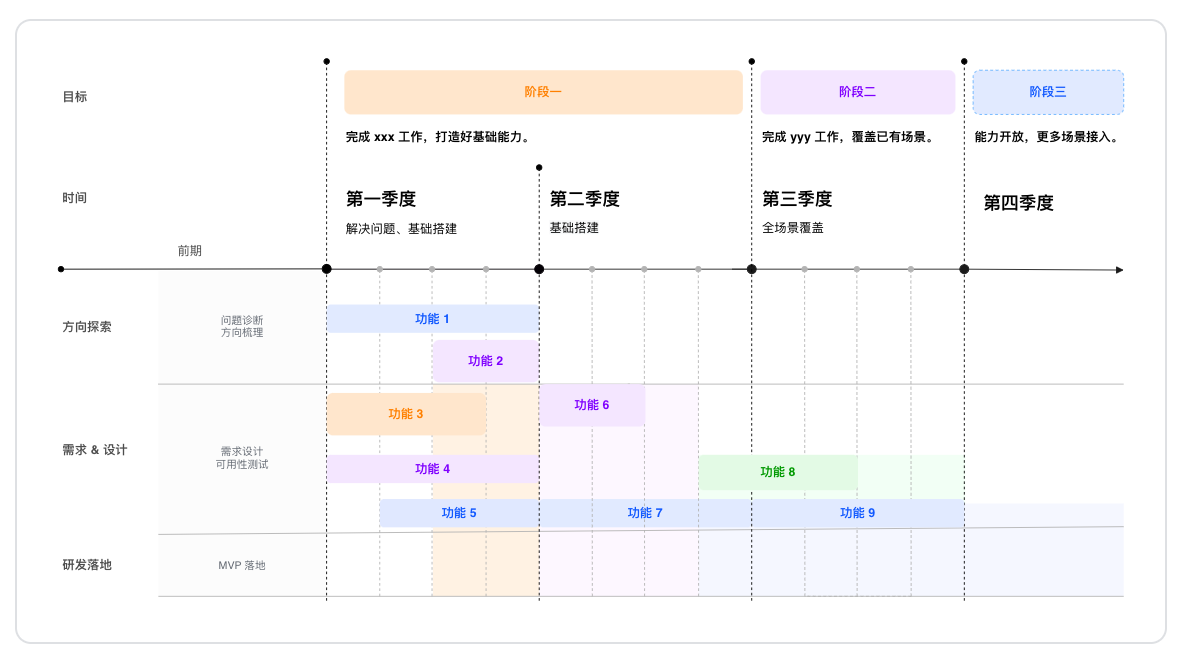 目标
阶段一
阶段二
阶段三
完成 xxx 工作，打造好基础能力。
完成 yyy 工作，覆盖已有场景。
能力开放，更多场景接入。
时间
第一季度
第二季度
第三季度
第四季度
解决问题、基础搭建
基础搭建
全场景覆盖
前期
方向探索
问题诊断
方向梳理
功能 1
功能 2
需求 & 设计
需求设计
可用性测试
功能 3
功能 6
功能 4
功能 8
功能 5
功能 7
功能 9
研发落地
MVP 落地